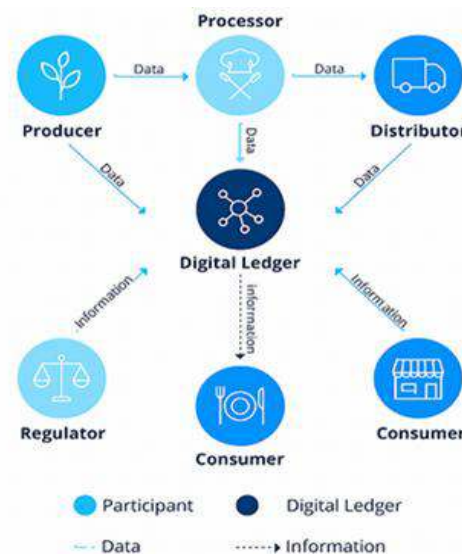 Processor
Data
Data
Producer
Distributor
Data
Data
Data
Digital Ledger
Information
information
Information
Regulator
Consumer
Consumer
Participant
Digital Ledger
Data
Information